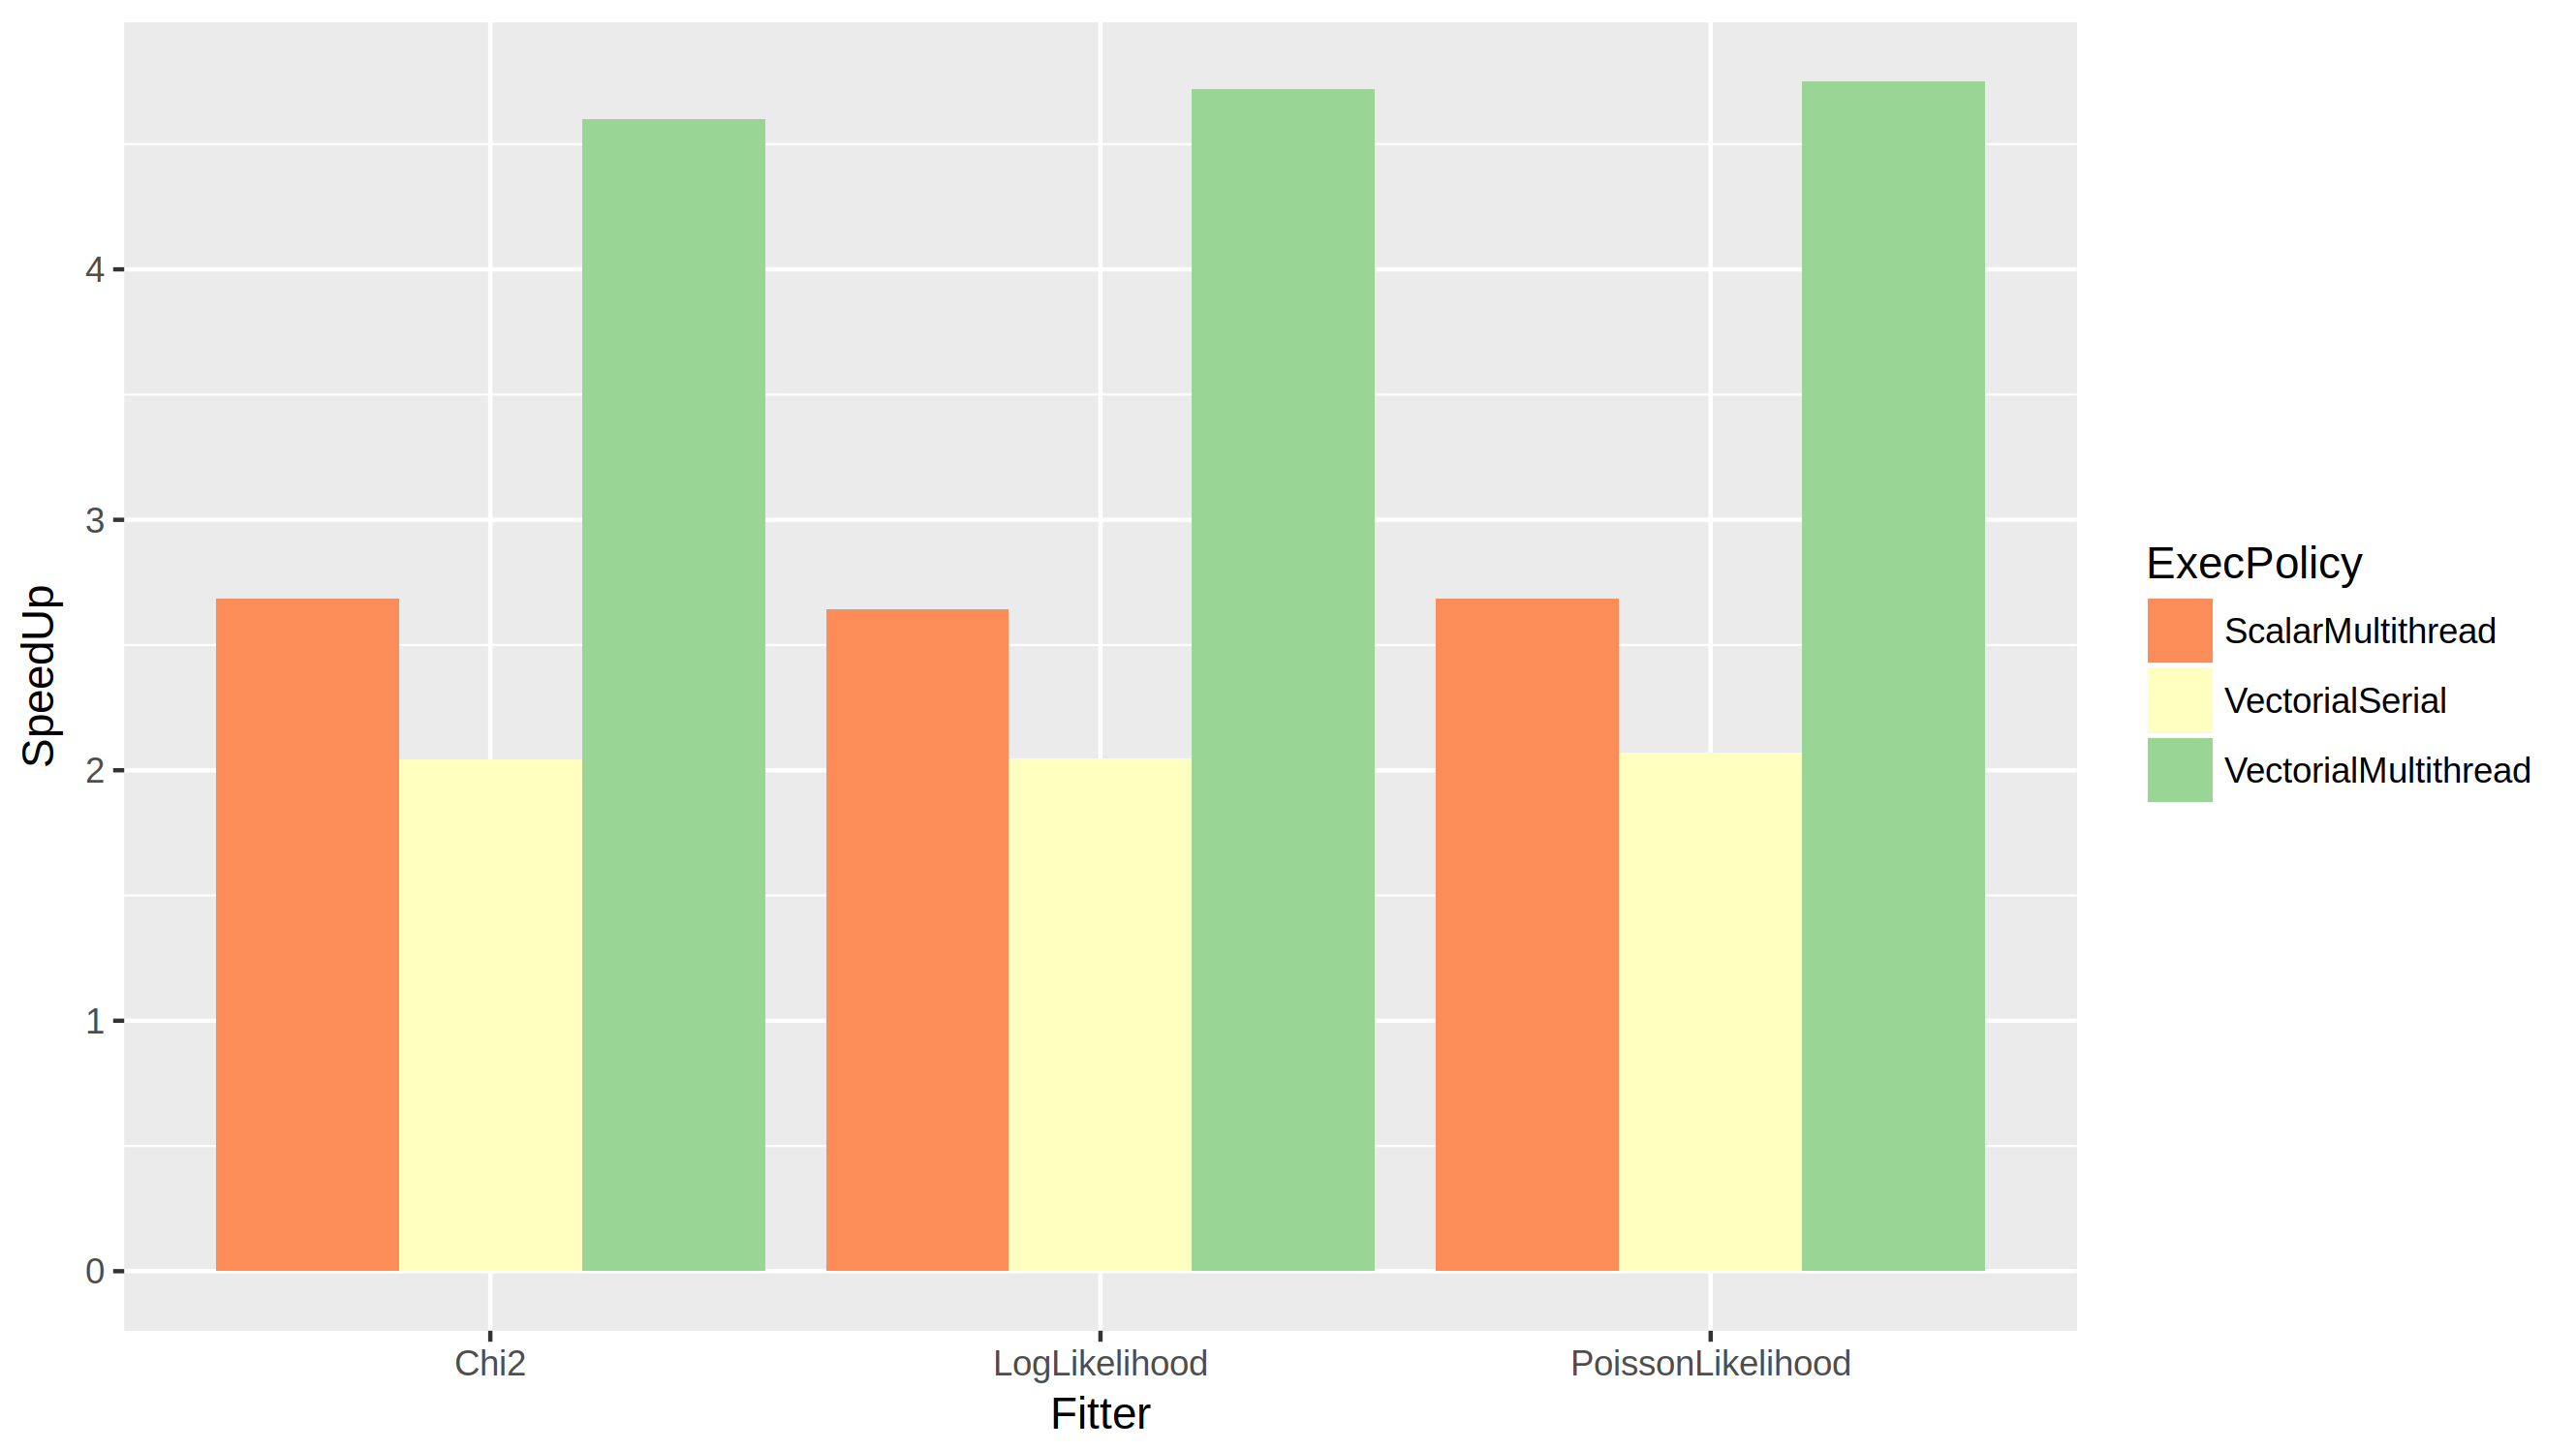 SpeedUp
4
3
2
1
0
Chi2 LogLikelihood PoissonLikelihood
Fitter
ExecPolicy
ScalarMultithread
VectorialSerial
VectorialMultithread